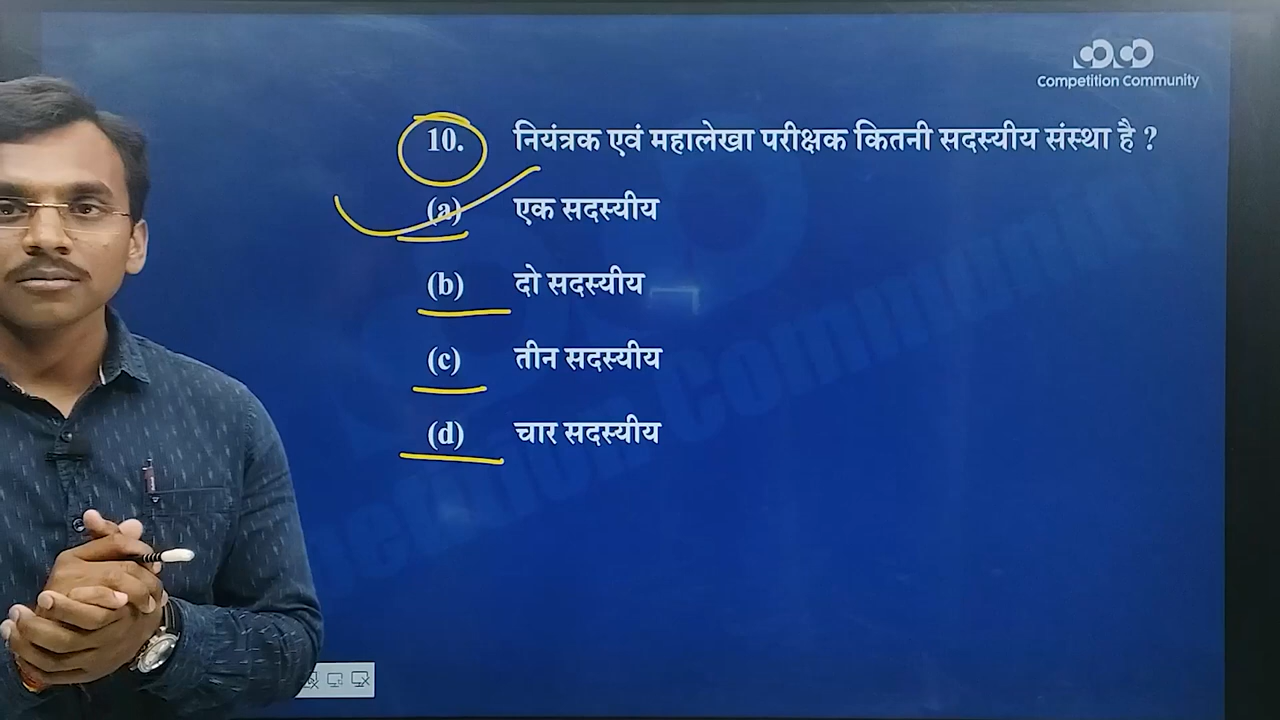 Competition Community
10. नियंत्रक एवं महालेखा परीक्षक कितनी सदस्यीय संस्था है ?
(a) एक सदस्यीय
(b) दो सदस्यीय
(c) तीन सदस्यीय
(d) चार सदस्यीय